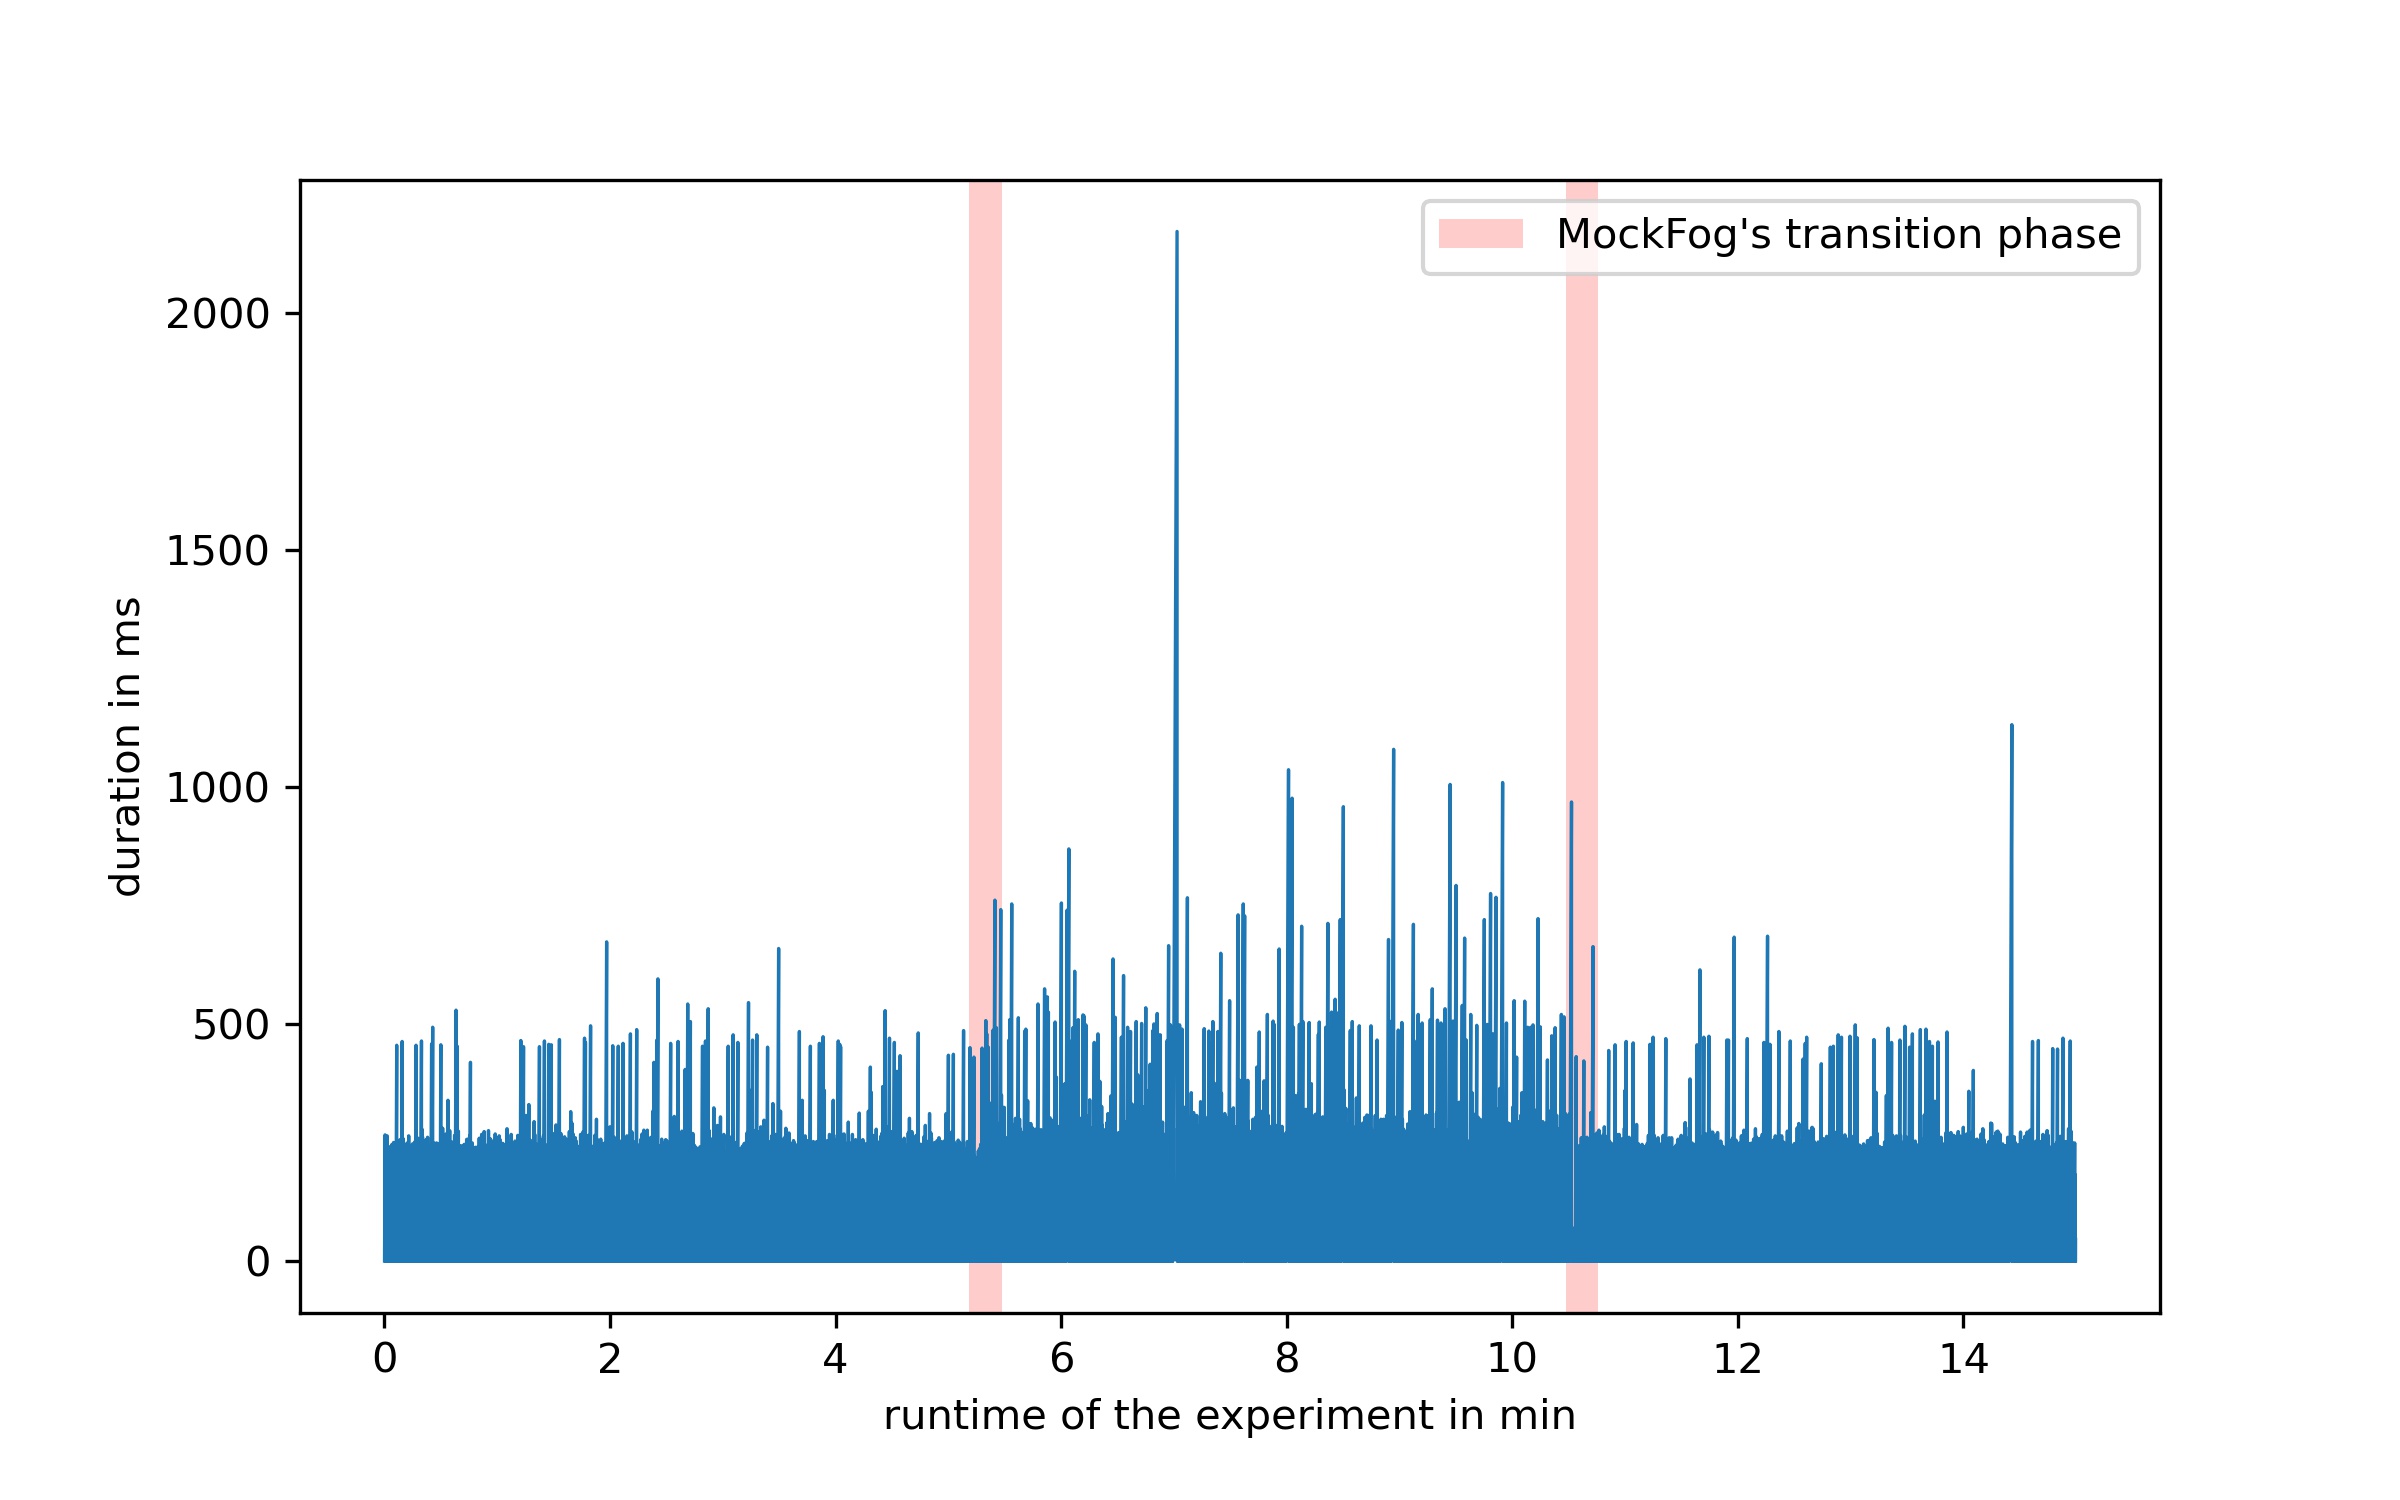 MockFog's transition phase
2000
1500
1000
500
0
duration in ms
0 2 4 6 8 10 12 14
runtime of the experiment in min